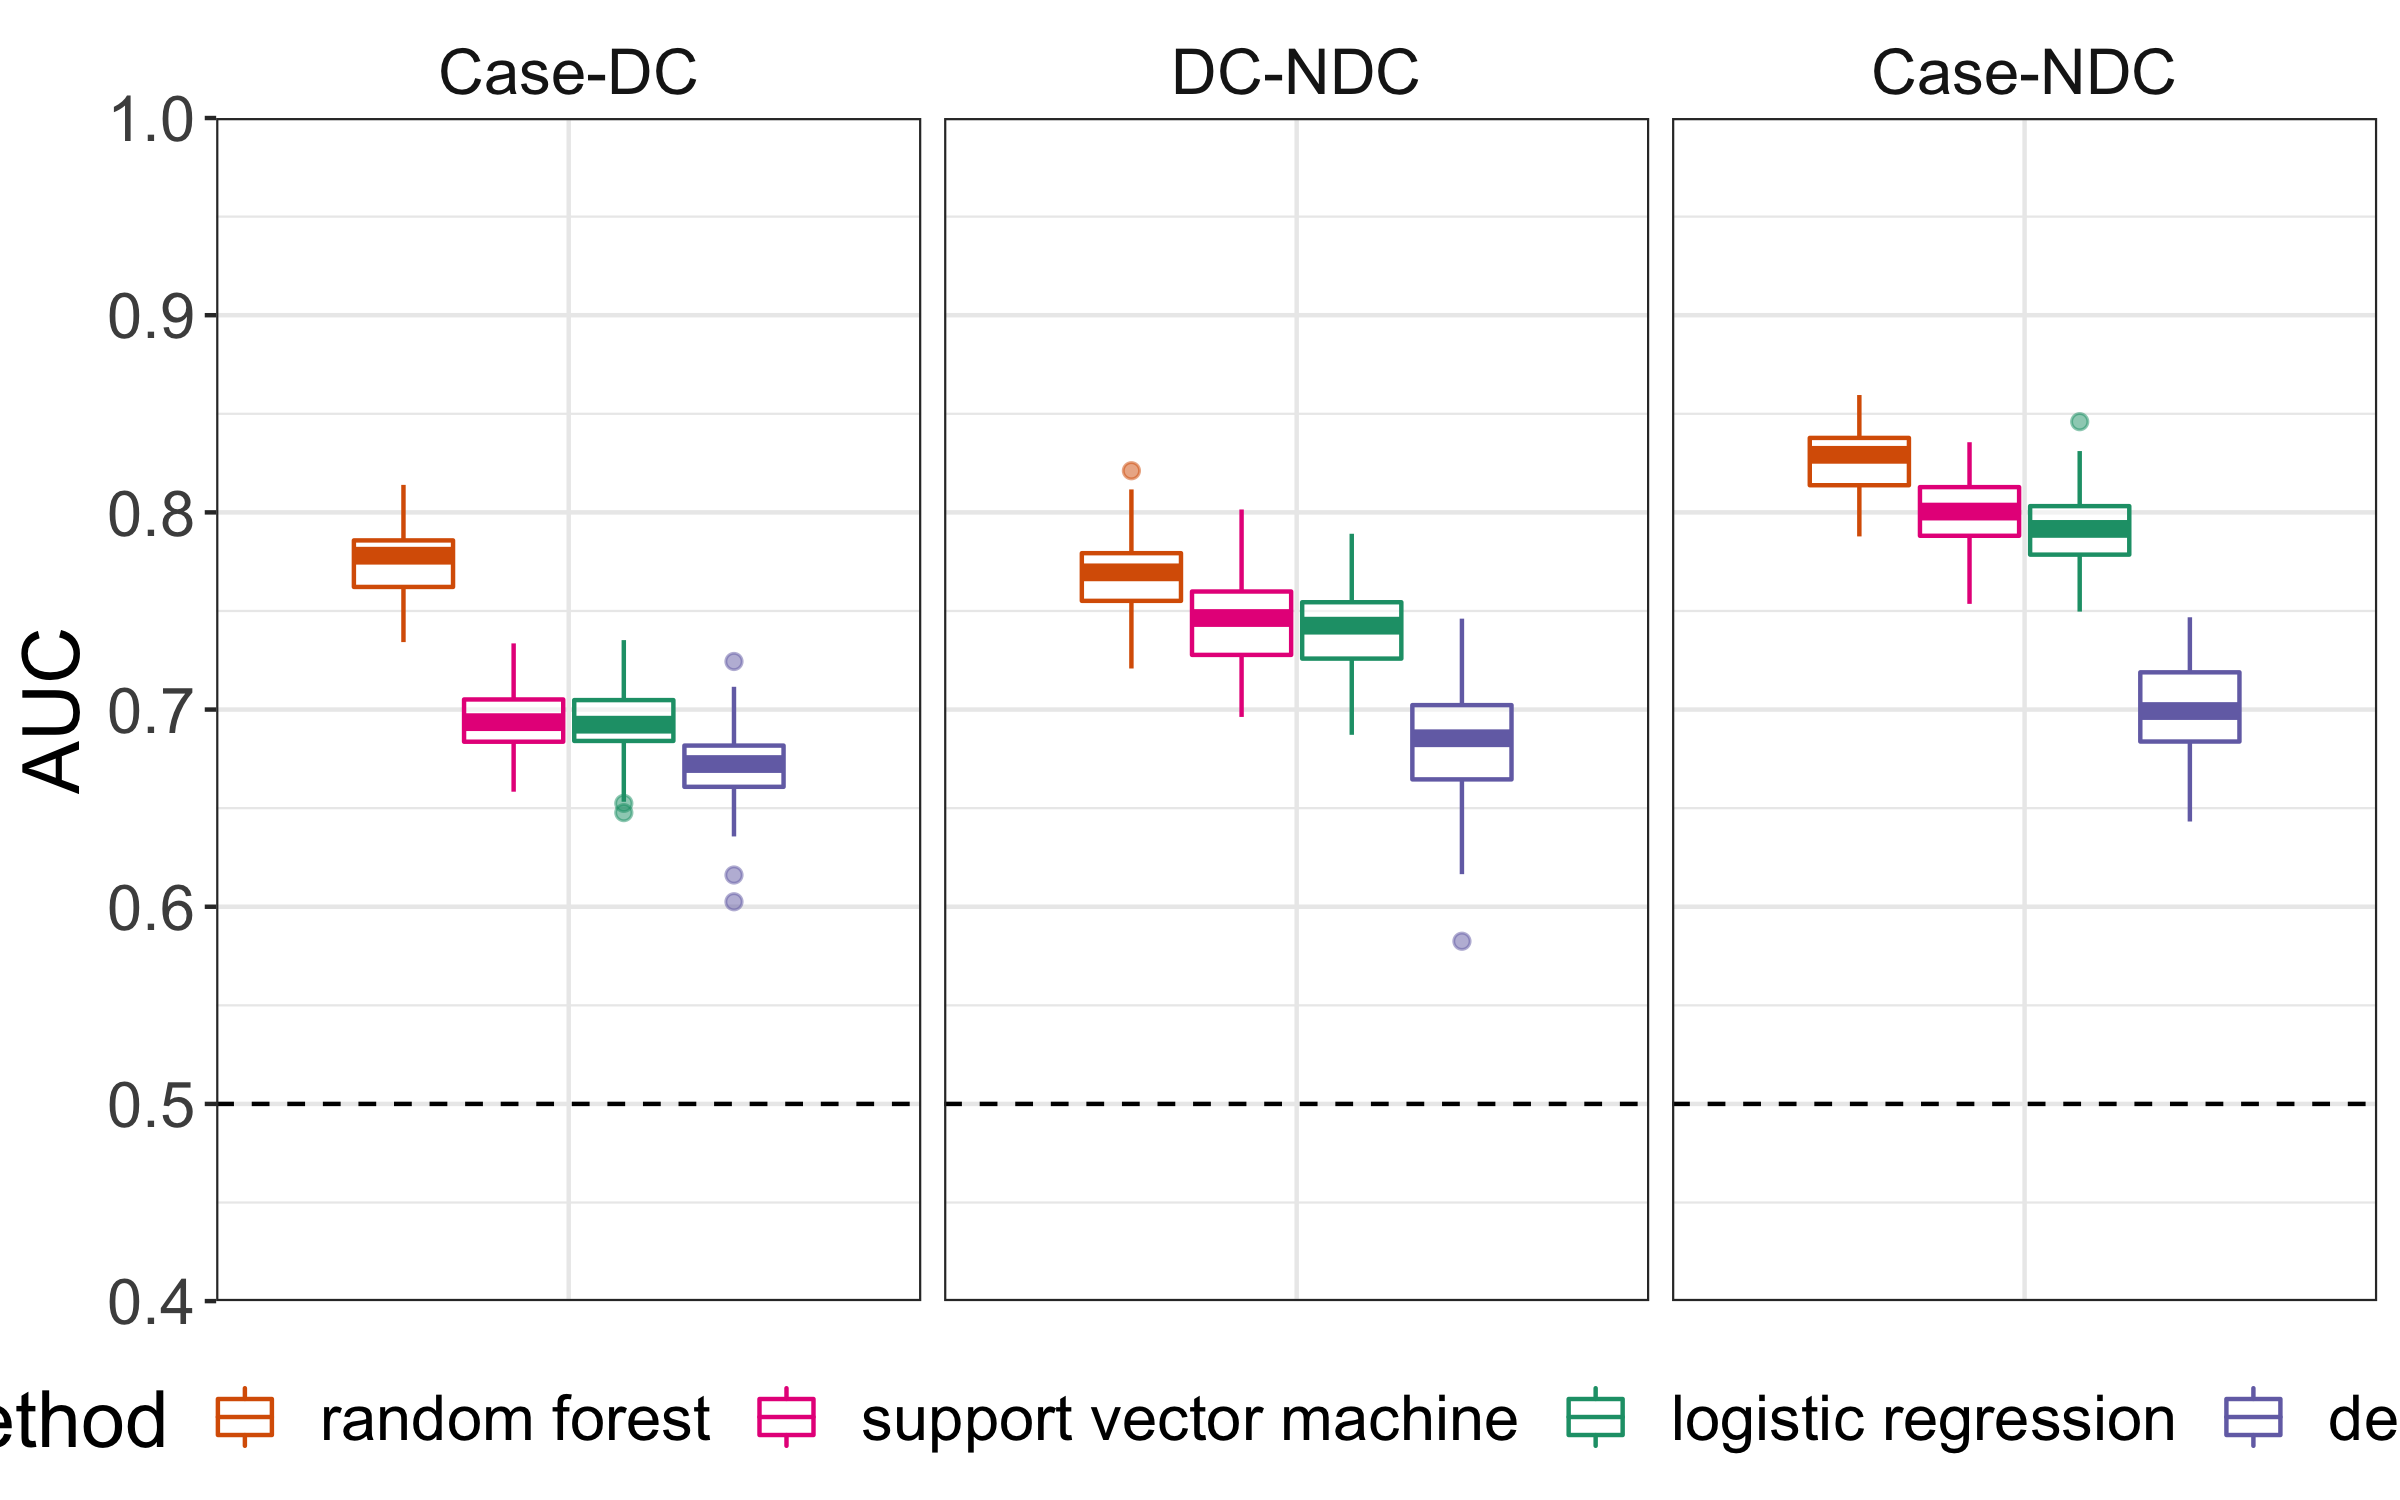 Case-DC DC-NDC Case-NDC
1.0
0.9
0.8
0.7
0.6
0.5
0.4
AUC
ethod random forest support vector machine logistic regression de